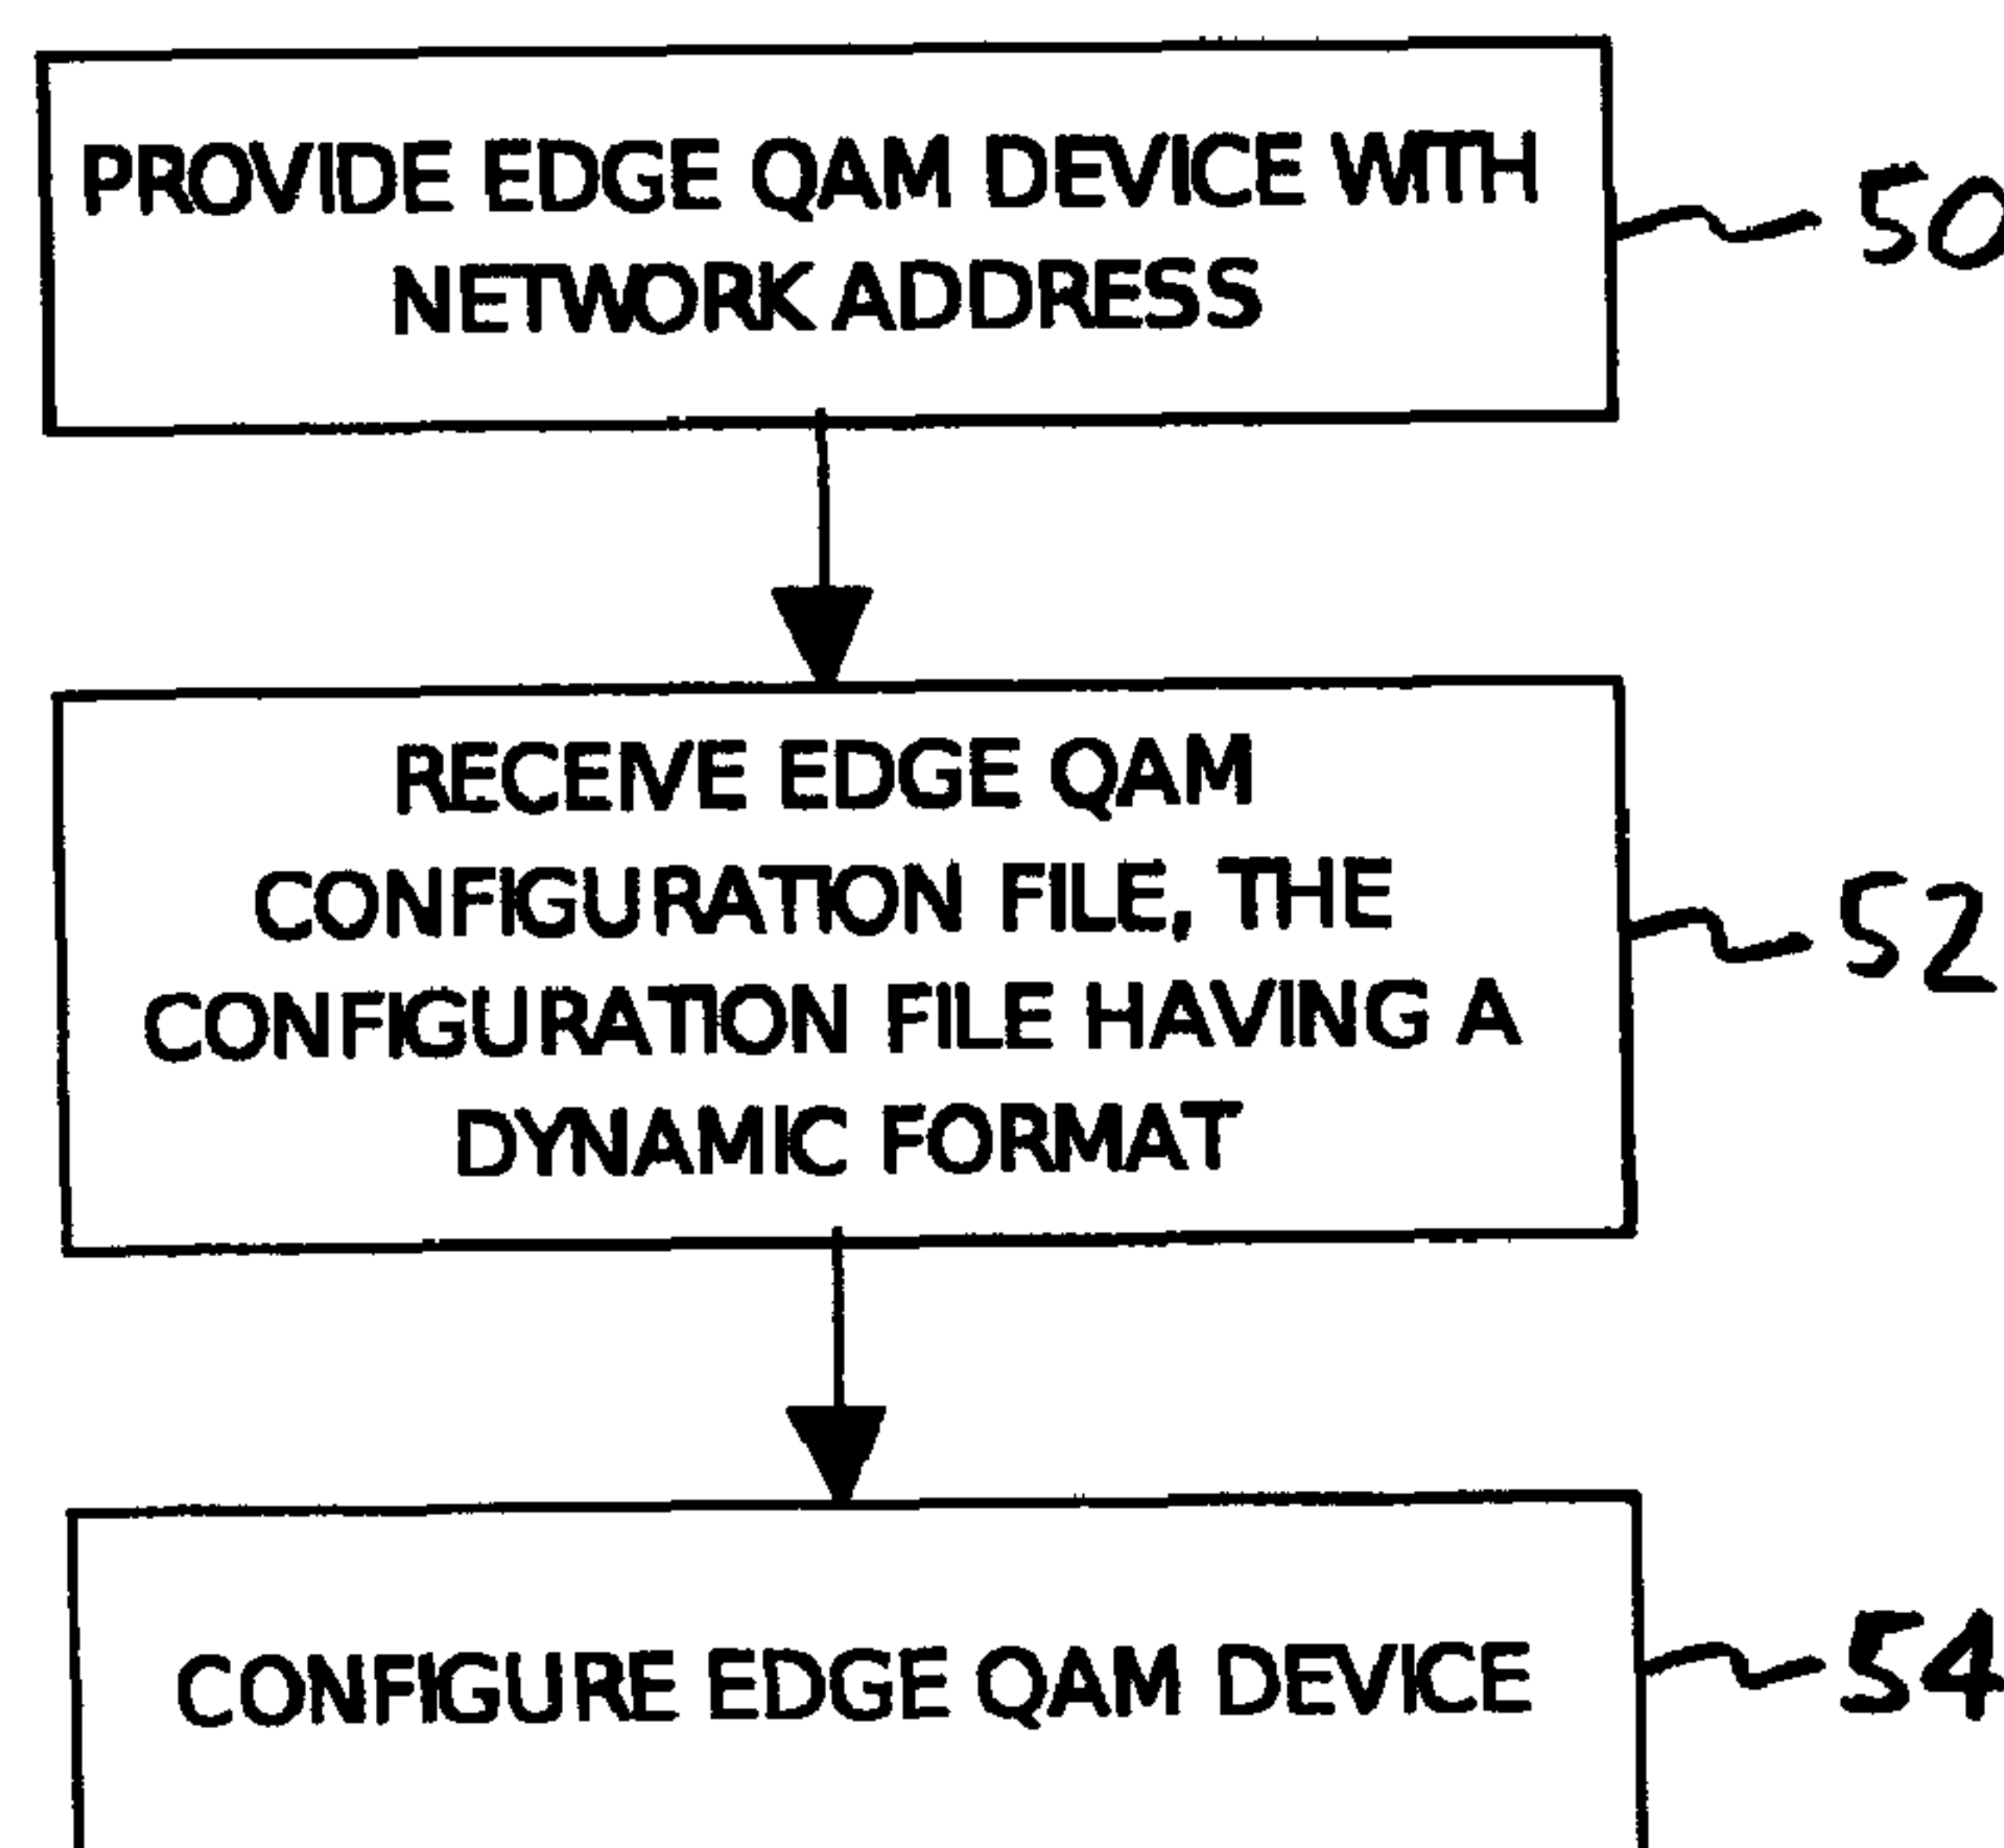 PROVIDE EDGE QAM DEVICE WITH
NETWORK ADDRESS
50
RECEIVE EDGE QAM
CONFIGURATION FILE, THE
CONFIGURATION FILE HAVING A
DYNAMIC FORMAT
52
CONFIGURE EDGE QAM DEVICE
54